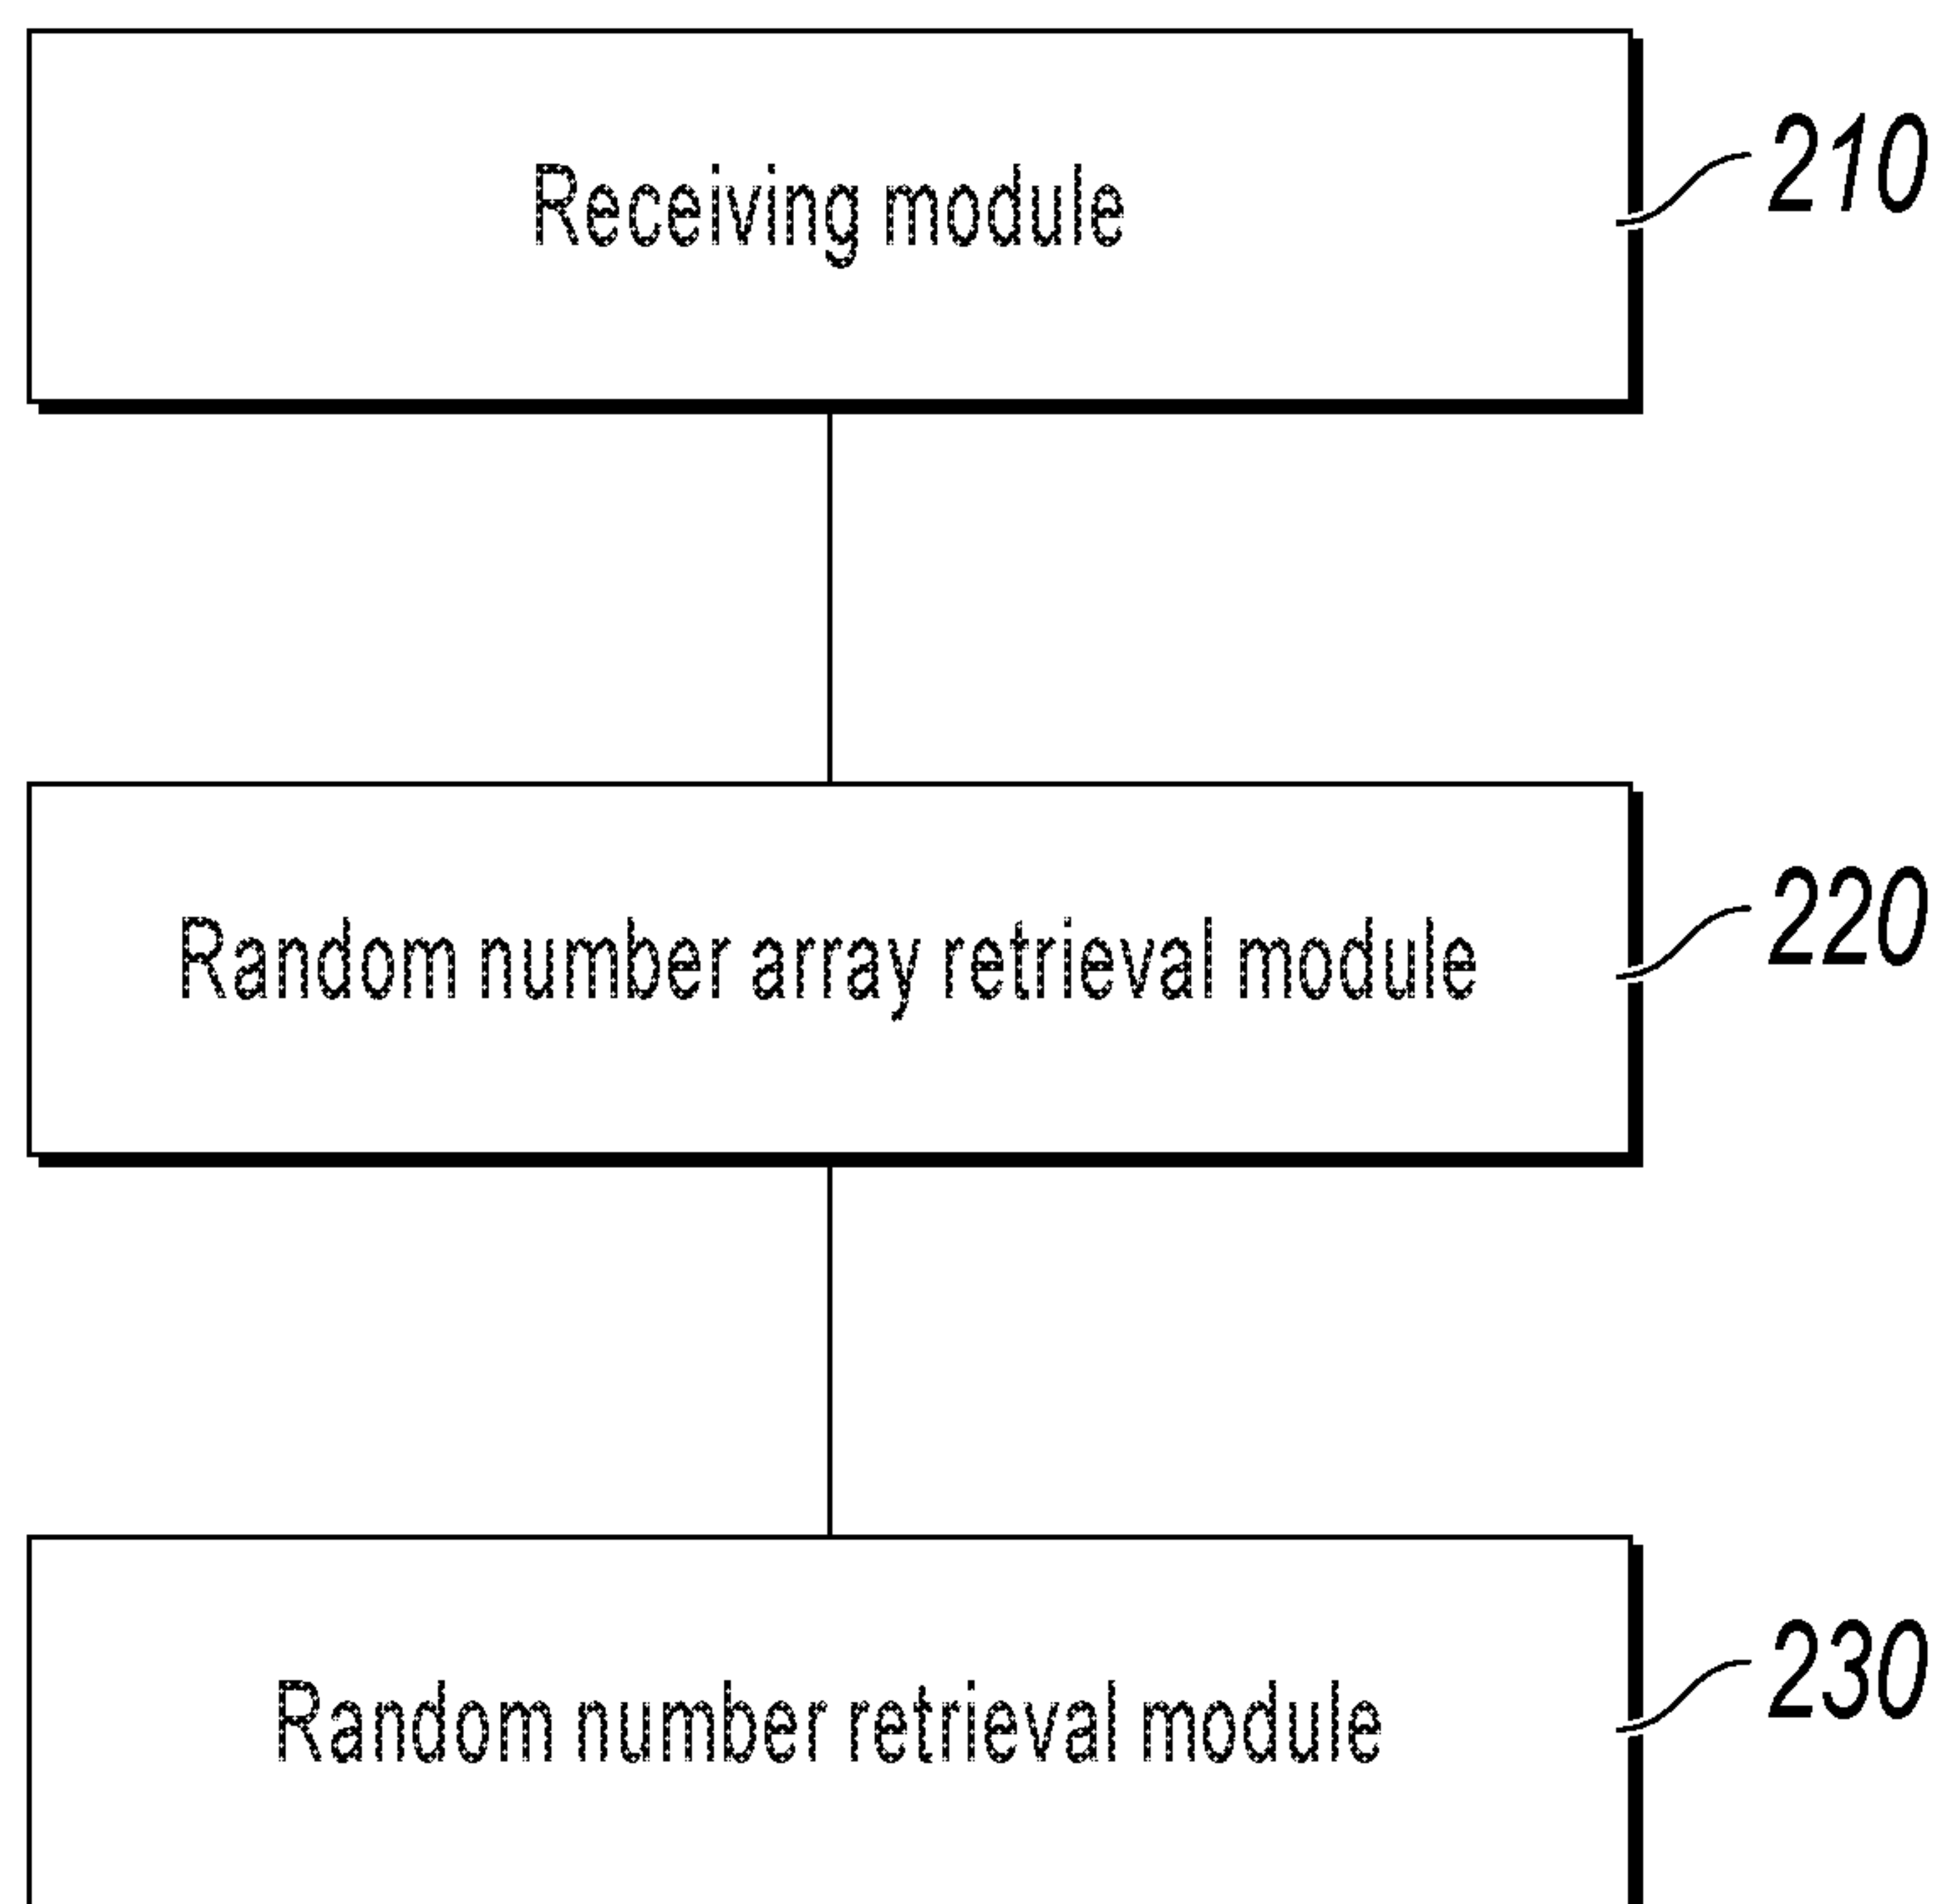 Receiving module
210
Random number array retrieval module
220
Random number retrieval module
230